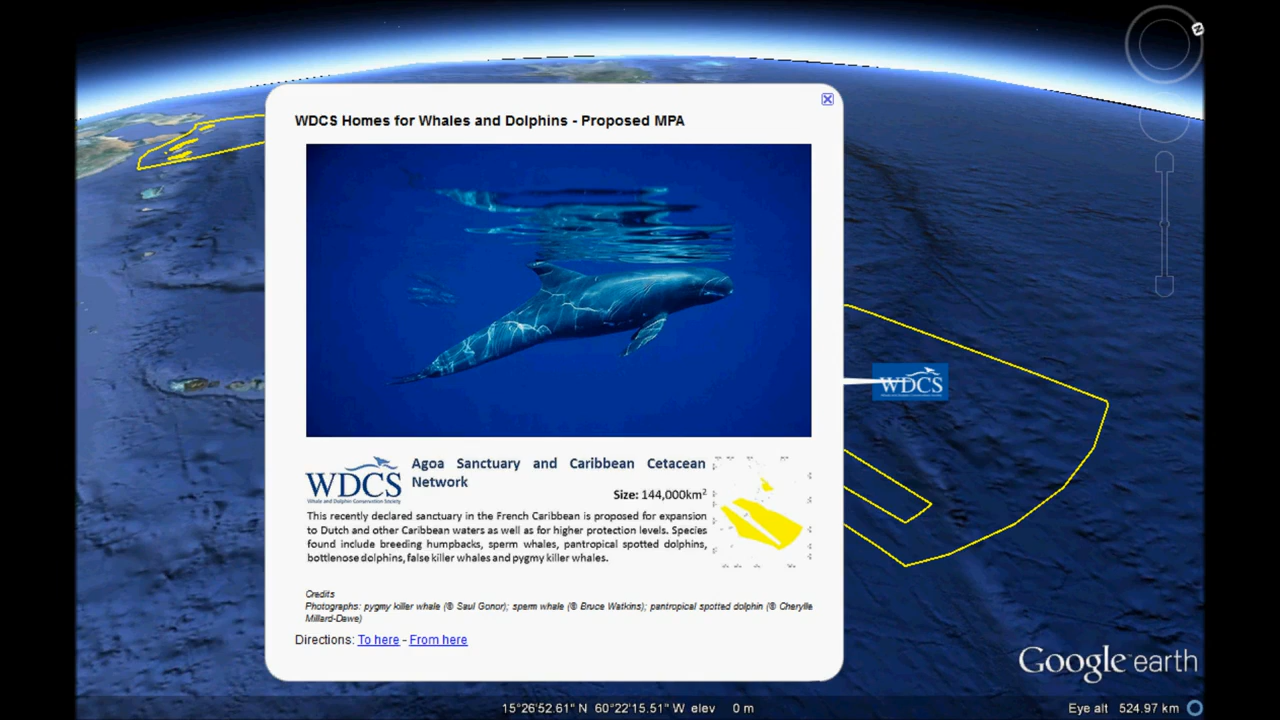 N
WDCS Homes for Whales and Dolphins - Proposed MPA
WDCS
WDCS
Whale and Dolphin Conservation Society
Agoa Sanctuary and Caribbean Cetacean
Network
Size: 144,000km²
This recently declared sanctuary in the French Caribbean is proposed for expansion
to Dutch and other Caribbean waters as well as for higher protection levels. Species
found include breeding humpbacks, sperm whales, pantropical spotted dolphins,
bottlenose dolphins, false killer whales and pygmy killer whales.
Credits
Photographs: pygmy killer whale (© Saul Gonor); sperm whale (© Bruce Watkins); pantropical spotted dolphin (© Cherylle
Millard-Dawe)
Directions: To here - From here
Google earth
15°26'52.61" N 60°22'15.51" W elev 0 m
Eye alt 524.97 km